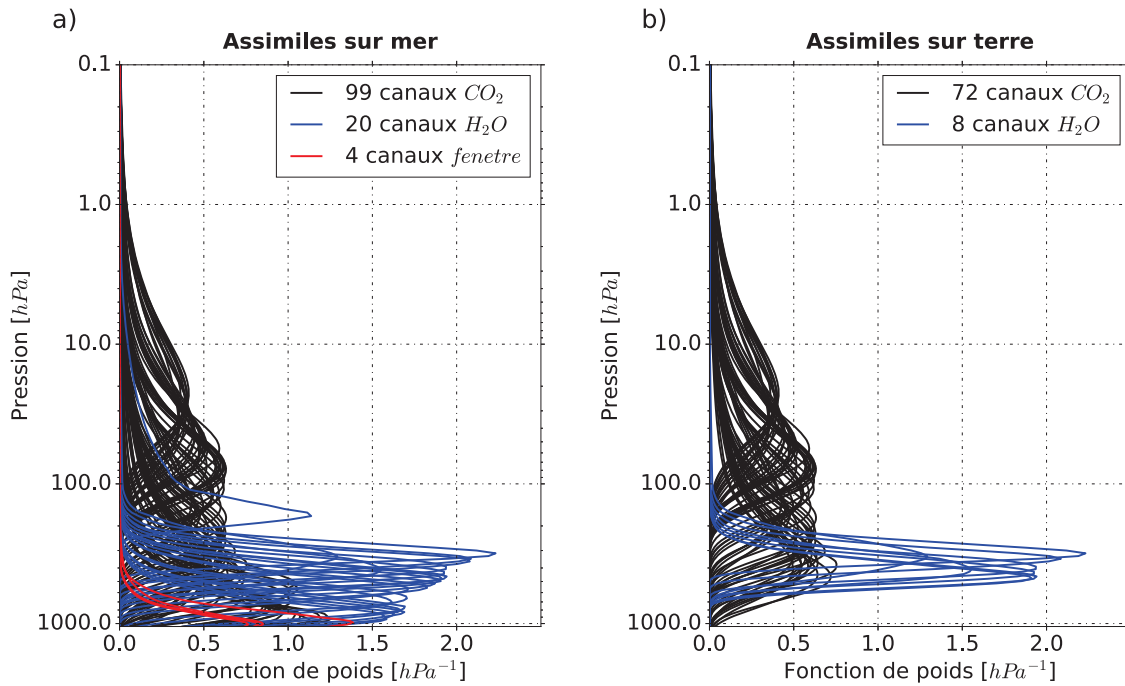 a)
Assimiles sur mer
99 canaux CO₂
20 canaux H₂O
4 canaux fenetre
0.1
1.0
10.0
100.0
1000.0
Pression [hPa]
0.0 0.5 1.0 1.5 2.0
Fonction de poids [hPa⁻¹]
b)
Assimiles sur terre
72 canaux CO₂
8 canaux H₂O
0.1
1.0
10.0
100.0
1000.0
Pression [hPa]
0.0 0.5 1.0 1.5 2.0
Fonction de poids [hPa⁻¹]